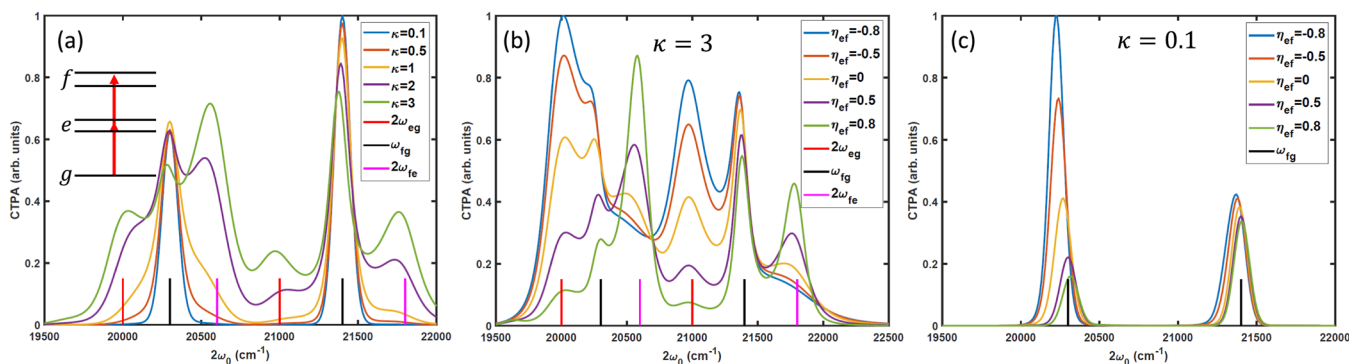 (a)
CTPA (arb. units)
1
0.8
0.6
0.4
0.2
0
19500 20000 20500 21000 21500 22000
2ω₀ (cm⁻¹)
f
e
g
κ=0.1
κ=0.5
κ=1
κ=2
κ=3
2ω_eg
ω_fg
2ω_fe
(b)
κ = 3
CTPA (arb. units)
1
0.8
0.6
0.4
0.2
0
19500 20000 20500 21000 21500 22000 22500
2ω₀ (cm⁻¹)
η_ef=-0.8
η_ef=-0.5
η_ef=0
η_ef=0.5
η_ef=0.8
2ω_eg
ω_fg
2ω_fe
(c)
κ = 0.1
CTPA (arb. units)
1
0.8
0.6
0.4
0.2
0
19500 20000 20500 21000 21500 22000
2ω₀ (cm⁻¹)
η_ef=-0.8
η_ef=-0.5
η_ef=0
η_ef=0.5
η_ef=0.8
ω_fg